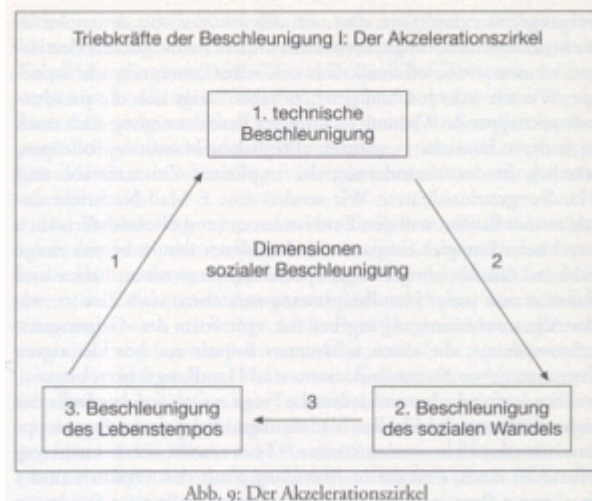 Triebkräfte der Beschleunigung I: Der Akzelerationszirkel
1. technische
Beschleunigung
1
Dimensionen
sozialer Beschleunigung
2
3. Beschleunigung
des Lebenstempos
3
2. Beschleunigung
des sozialen Wandels
Abb. 9: Der Akzelerationszirkel